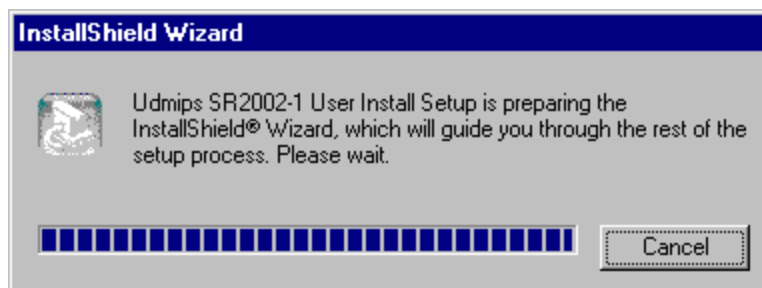 InstallShield Wizard
Udmips SR2002-1 User Install Setup is preparing the
InstallShield® Wizard, which will guide you through the rest of the
setup process. Please wait.
Cancel